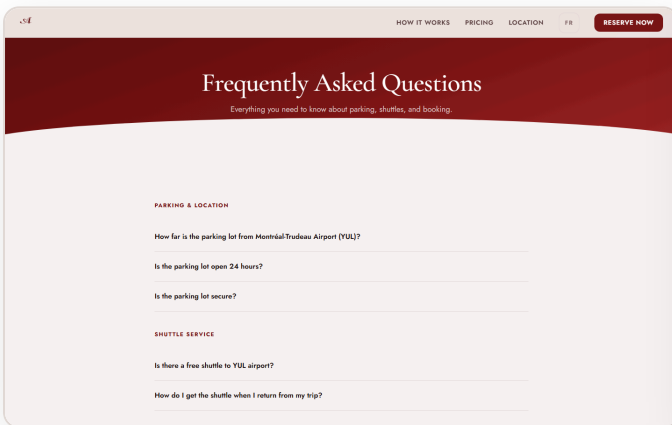 A
HOW IT WORKS PRICING LOCATION FR RESERVE NOW
Frequently Asked Questions
Everything you need to know about parking, shuttles, and booking.
PARKING & LOCATION
How far is the parking lot from Montréal-Trudeau Airport (YUL)?
Is the parking lot open 24 hours?
Is the parking lot secure?
SHUTTLE SERVICE
Is there a free shuttle to YUL airport?
How do I get the shuttle when I return from my trip?